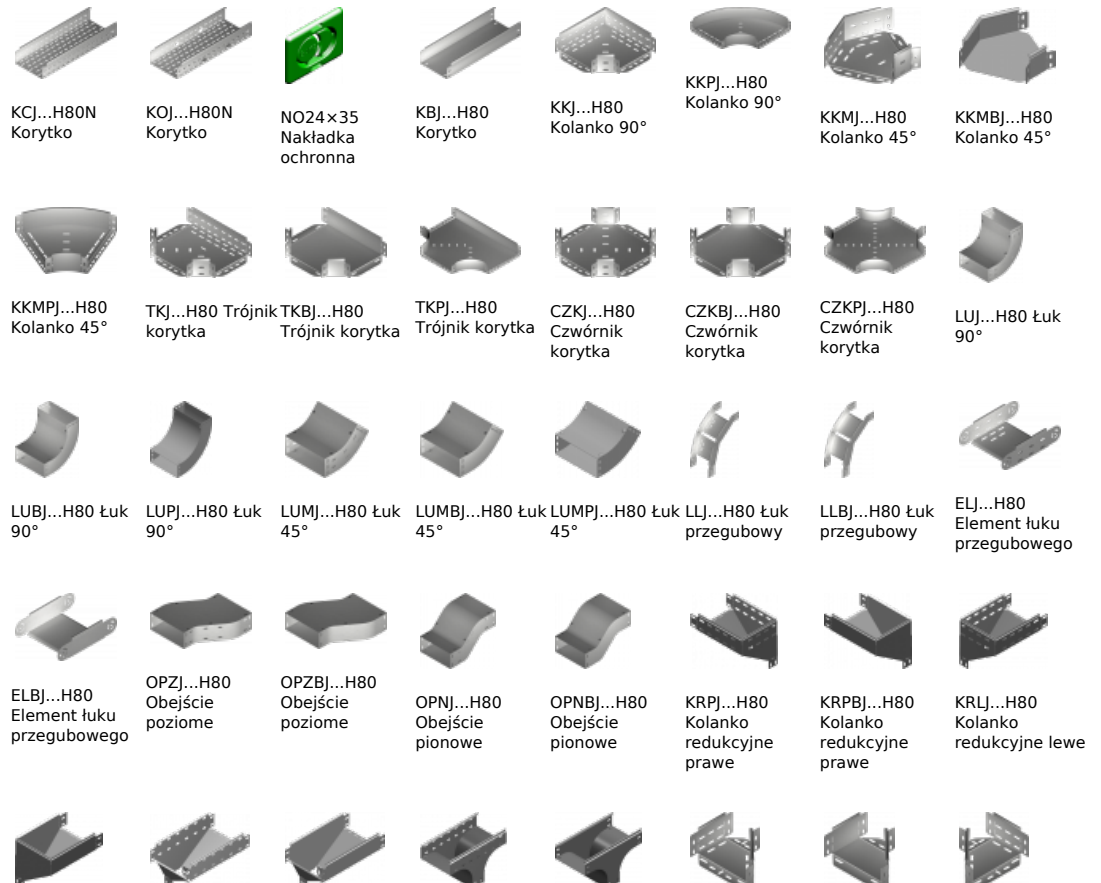 KCJ...H80N
Korytko
KOJ...H80N
Korytko
NO24×35
Nakładka
ochronna
KBJ...H80
Korytko
KKJ...H80
Kolanko 90°
KKPJ...H80
Kolanko 90°
KKMJ...H80
Kolanko 45°
KKMBJ...H80
Kolanko 45°
KKMPJ...H80
Kolanko 45°
TKJ...H80 Trójnik
korytka
TKBJ...H80
Trójnik korytka
TKPJ...H80
Trójnik korytka
CZKJ...H80
Czwórnik
korytka
CZKBJ...H80
Czwórnik
korytka
CZKPJ...H80
Czwórnik
korytka
LUJ...H80 Łuk
90°
LUBJ...H80 Łuk
90°
LUPJ...H80 Łuk
90°
LUMJ...H80 Łuk
45°
LUMBJ...H80 Łuk
45°
LUMPJ...H80 Łuk
45°
LLJ...H80 Łuk
przegubowy
LLBJ...H80 Łuk
przegubowy
ELJ...H80
Element łuku
przegubowego
ELBJ...H80
Element łuku
przegubowego
OPZJ...H80
Obejście
poziome
OPZBJ...H80
Obejście
poziome
OPNJ...H80
Obejście
pionowe
OPNBJ...H80
Obejście
pionowe
KRPJ...H80
Kolanko
redukcyjne
prawe
KRPBJ...H80
Kolanko
redukcyjne
prawe
KRLJ...H80
Kolanko
redukcyjne lewe